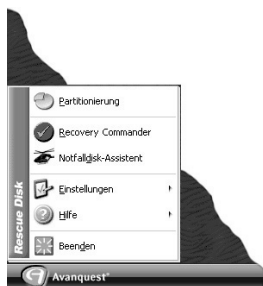 Partitionierung
Recovery Commander
Notfalldisk-Assistent
Einstellungen
Hilfe
Beenden
Rescue Disk
Avanquest®